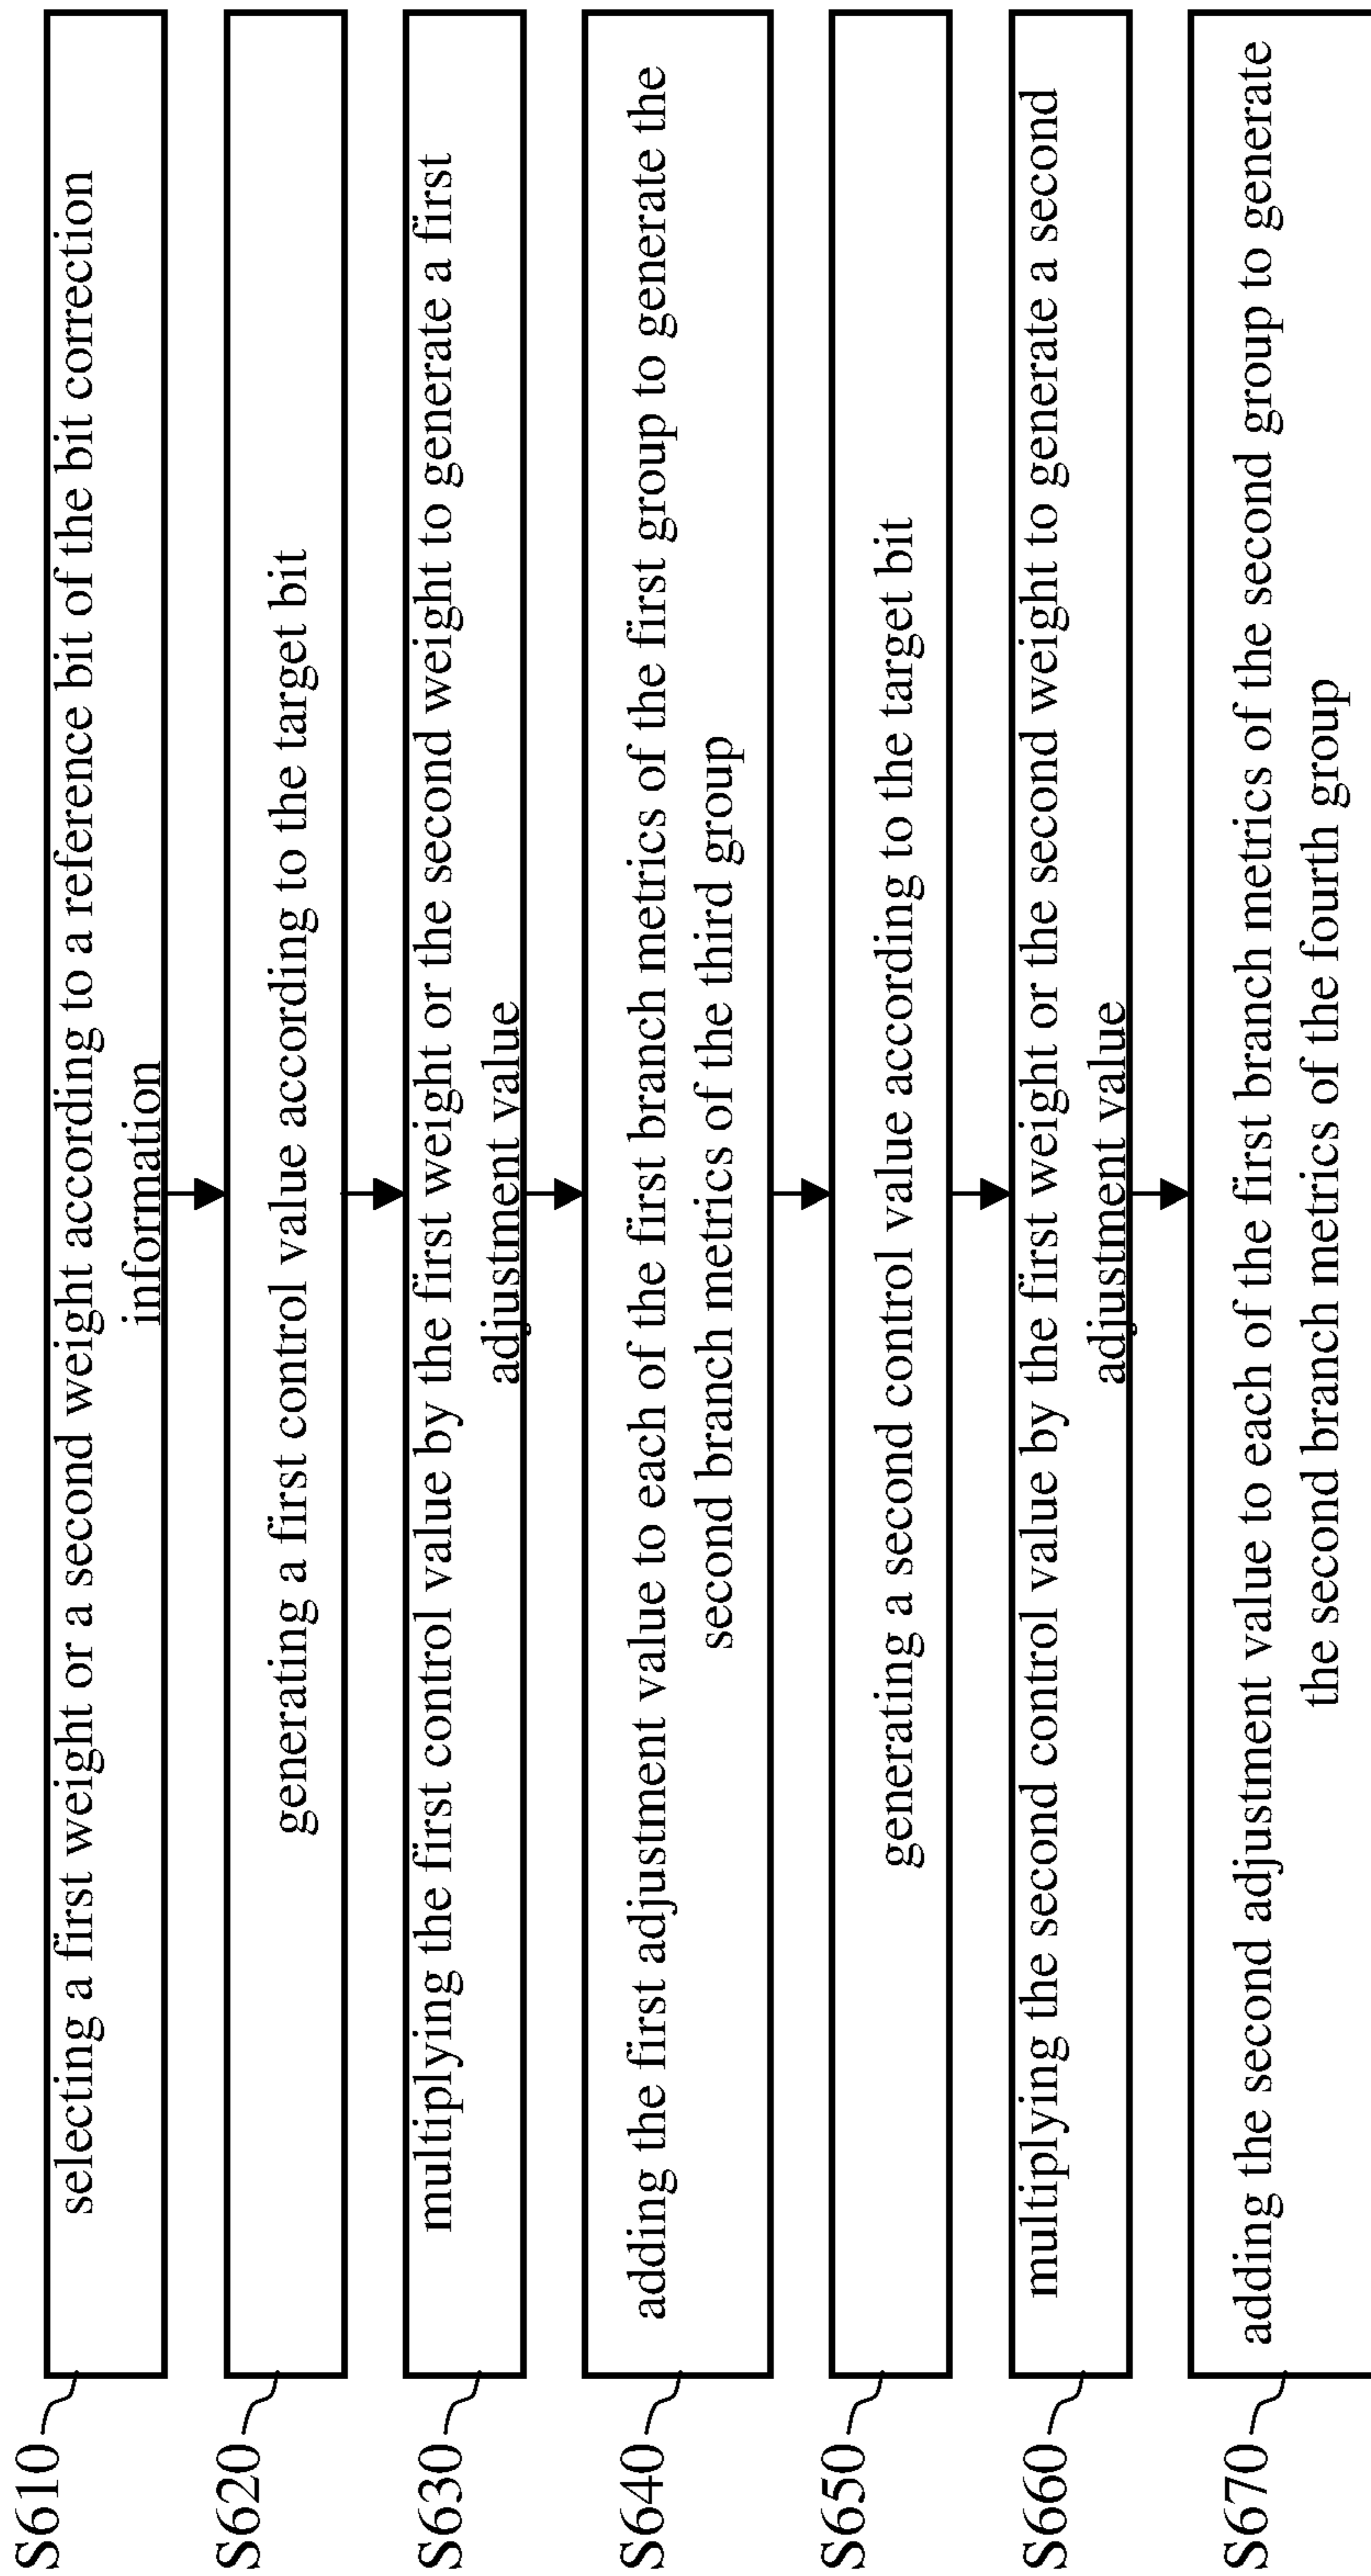 S610
selecting a first weight or a second weight according to a reference bit of the bit correction
information
S620
generating a first control value according to the target bit
S630
multiplying the first control value by the first weight or the second weight to generate a first
adjustment value
S640
adding the first adjustment value to each of the first branch metrics of the first group to generate the
second branch metrics of the third group
S650
generating a second control value according to the target bit
S660
multiplying the second control value by the first weight or the second weight to generate a second
adjustment value
S670
adding the second adjustment value to each of the first branch metrics of the second group to generate
the second branch metrics of the fourth group